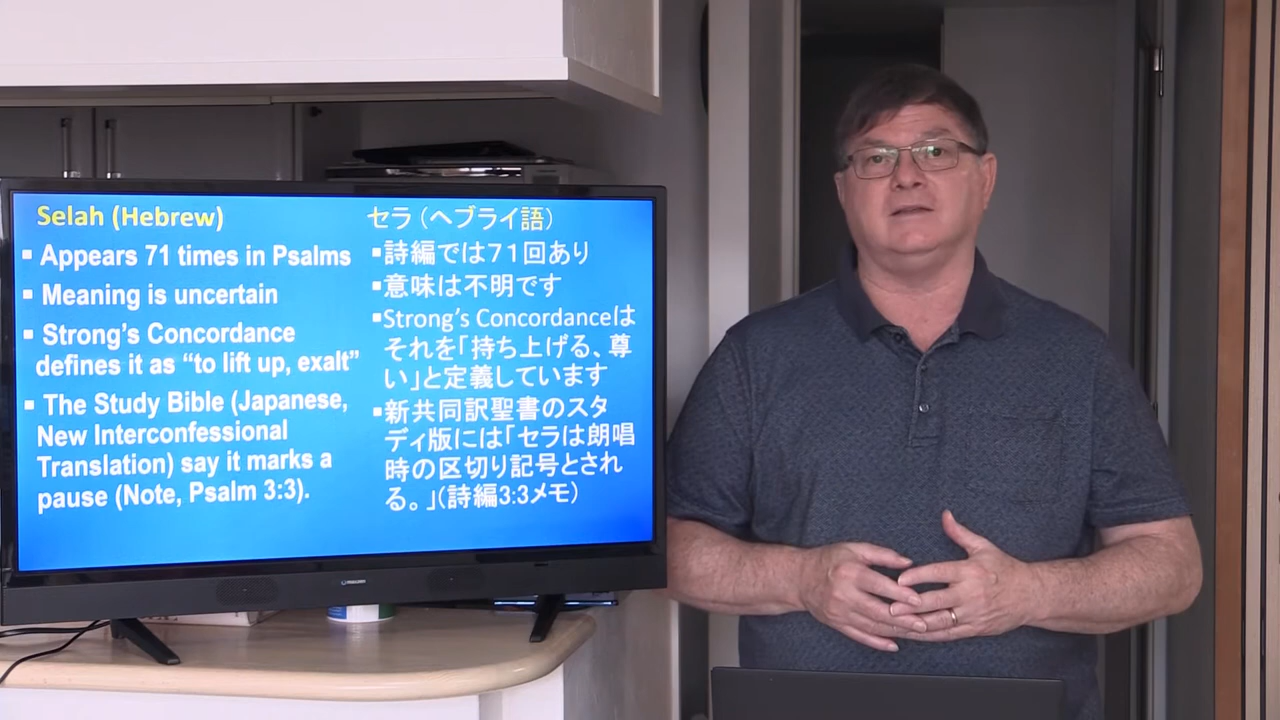 Selah (Hebrew)
▪ Appears 71 times in Psalms
▪ Meaning is uncertain
▪ Strong's Concordance
defines it as “to lift up, exalt”
▪ The Study Bible (Japanese,
New Interconfessional
Translation) say it marks a
pause (Note, Psalm 3:3).
セラ（ヘブライ語）
▪詩編では７１回あり
▪意味は不明です
▪Strong's Concordanceは
それを「持ち上げる、尊
い」と定義しています
▪新共同訳聖書のスタ
ディ版には「セラは朗唱
時の区切り記号とされ
る。」（詩編3:3メモ）